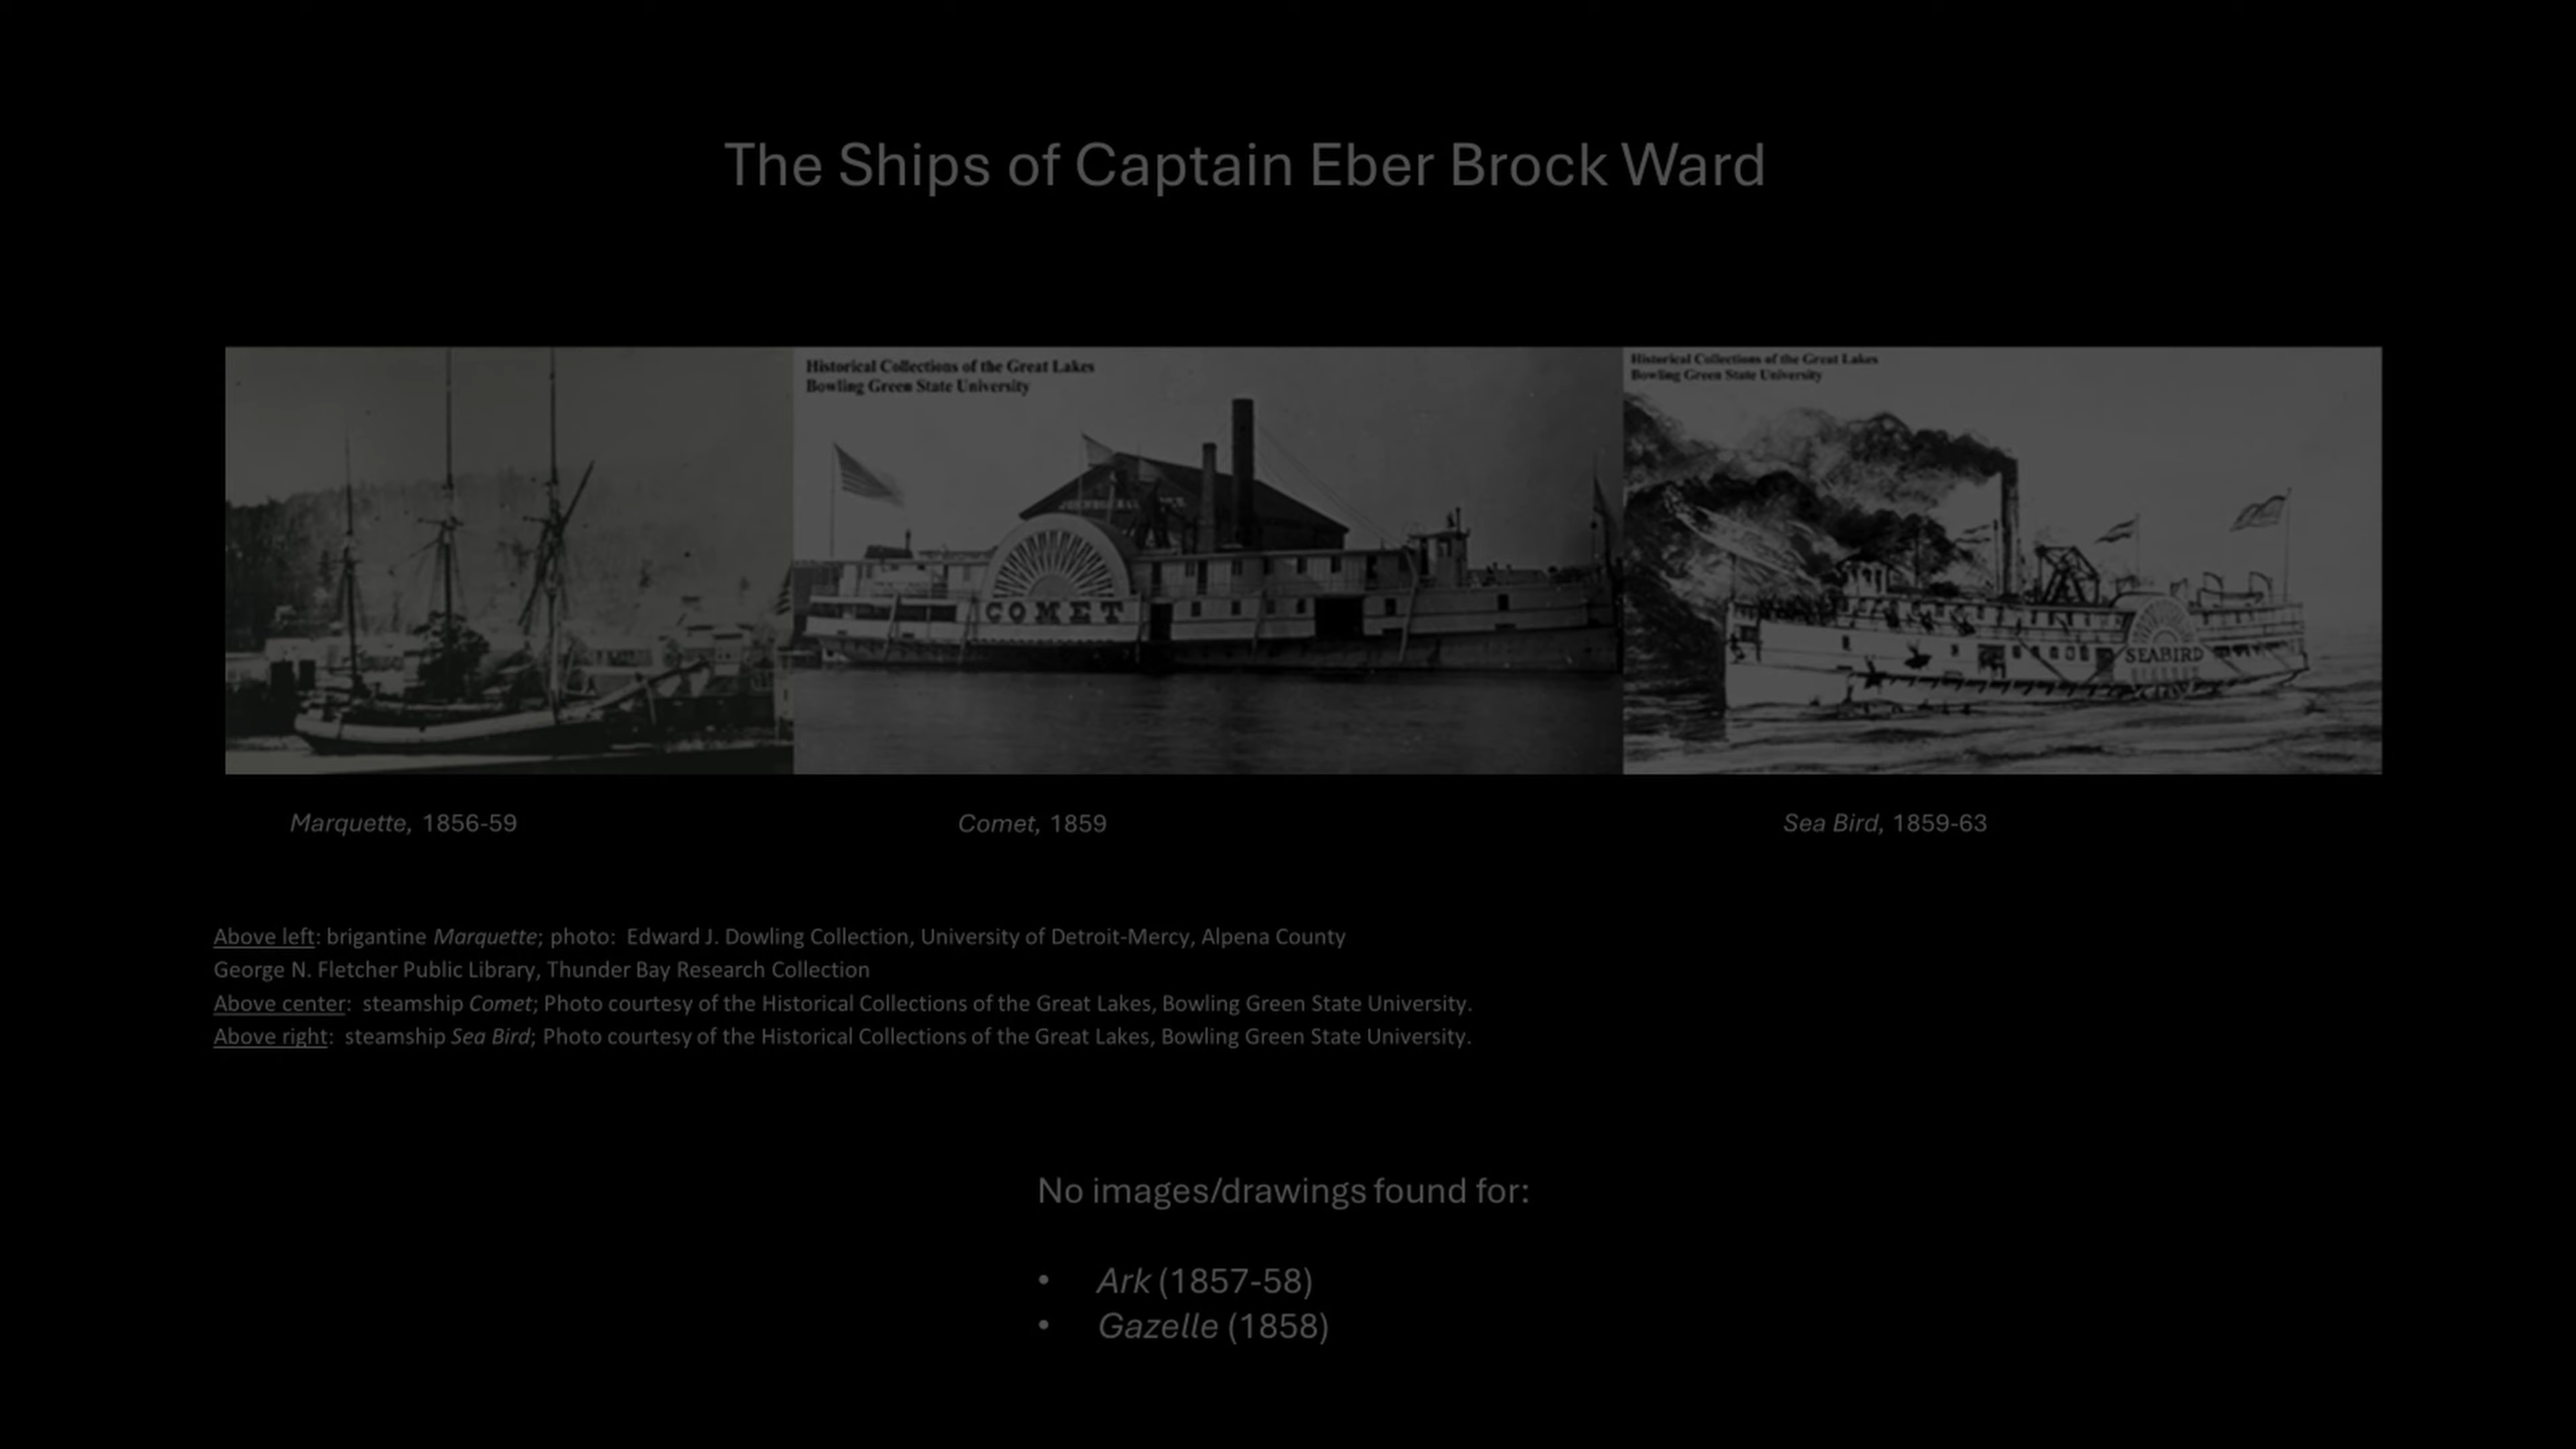 The Ships of Captain Eber Brock Ward
Historical Collections of the Great Lakes
Bowling Green State University
Historical Collections of the Great Lakes
Bowling Green State University
COMET
SEABIRD
Marquette, 1856-59
Comet, 1859
Sea Bird, 1859-63
Above left: brigantine Marquette; photo: Edward J. Dowling Collection, University of Detroit-Mercy, Alpena County
George N. Fletcher Public Library, Thunder Bay Research Collection
Above center: steamship Comet; Photo courtesy of the Historical Collections of the Great Lakes, Bowling Green State University.
Above right: steamship Sea Bird; Photo courtesy of the Historical Collections of the Great Lakes, Bowling Green State University.
No images/drawings found for:
• Ark (1857-58)
• Gazelle (1858)